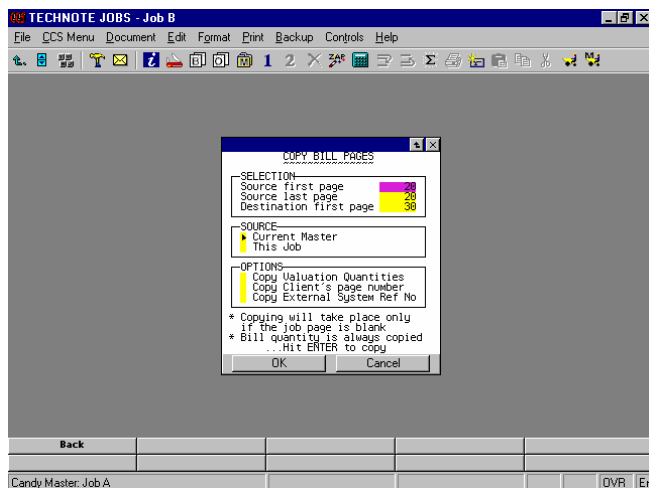 TECHNOTE JOBS - Job B
File CCS Menu Document Edit Format Print Backup Controls Help
1 2
COPY BILL PAGES
SELECTION
Source first page 20
Source last page 20
Destination first page 30
SOURCE
Current Master
This Job
OPTIONS
Copy Valuation Quantities
Copy Client's page number
Copy External System Ref No
* Copying will take place only
if the job page is blank
* Bill quantity is always copied
...Hit ENTER to copy
OK Cancel
Back
Candy Master: Job A OVR